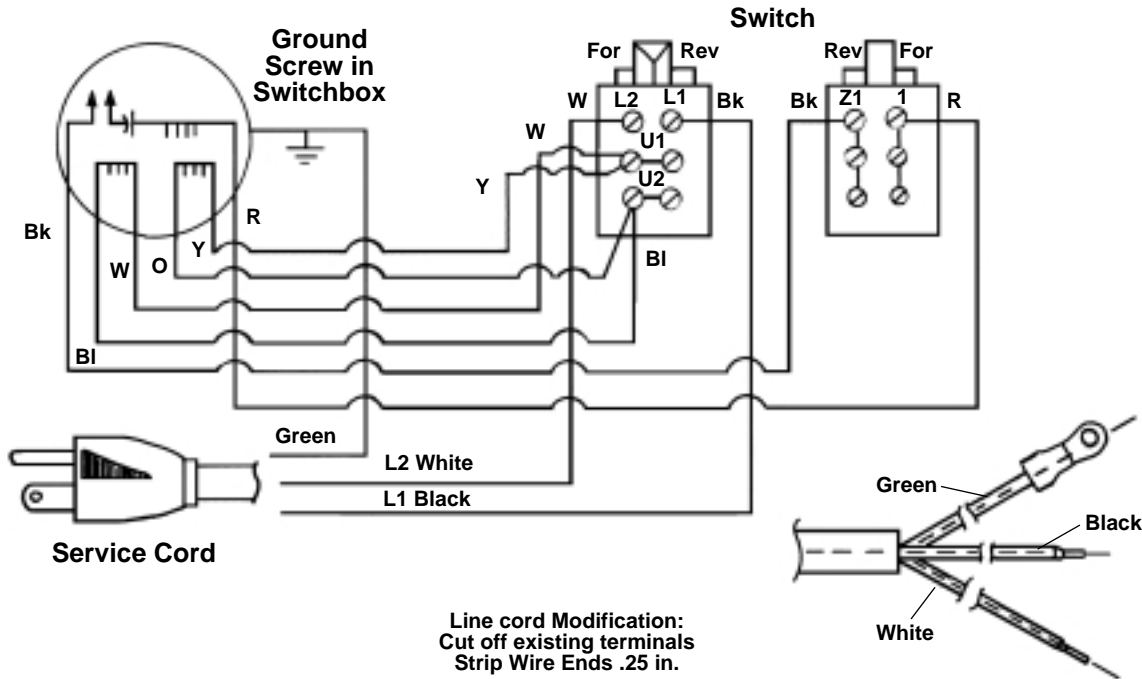 Switch
Ground
Screw in
Switchbox
For Rev
Rev For
W L2 L1 Bk
Bk Z1 1 R
W
U1
Y
U2
R
Bk
Y
W O
Bl
Bl
Green
L2 White
L1 Black
Service Cord
Green
Black
White
Line cord Modification:
Cut off existing terminals
Strip Wire Ends .25 in.